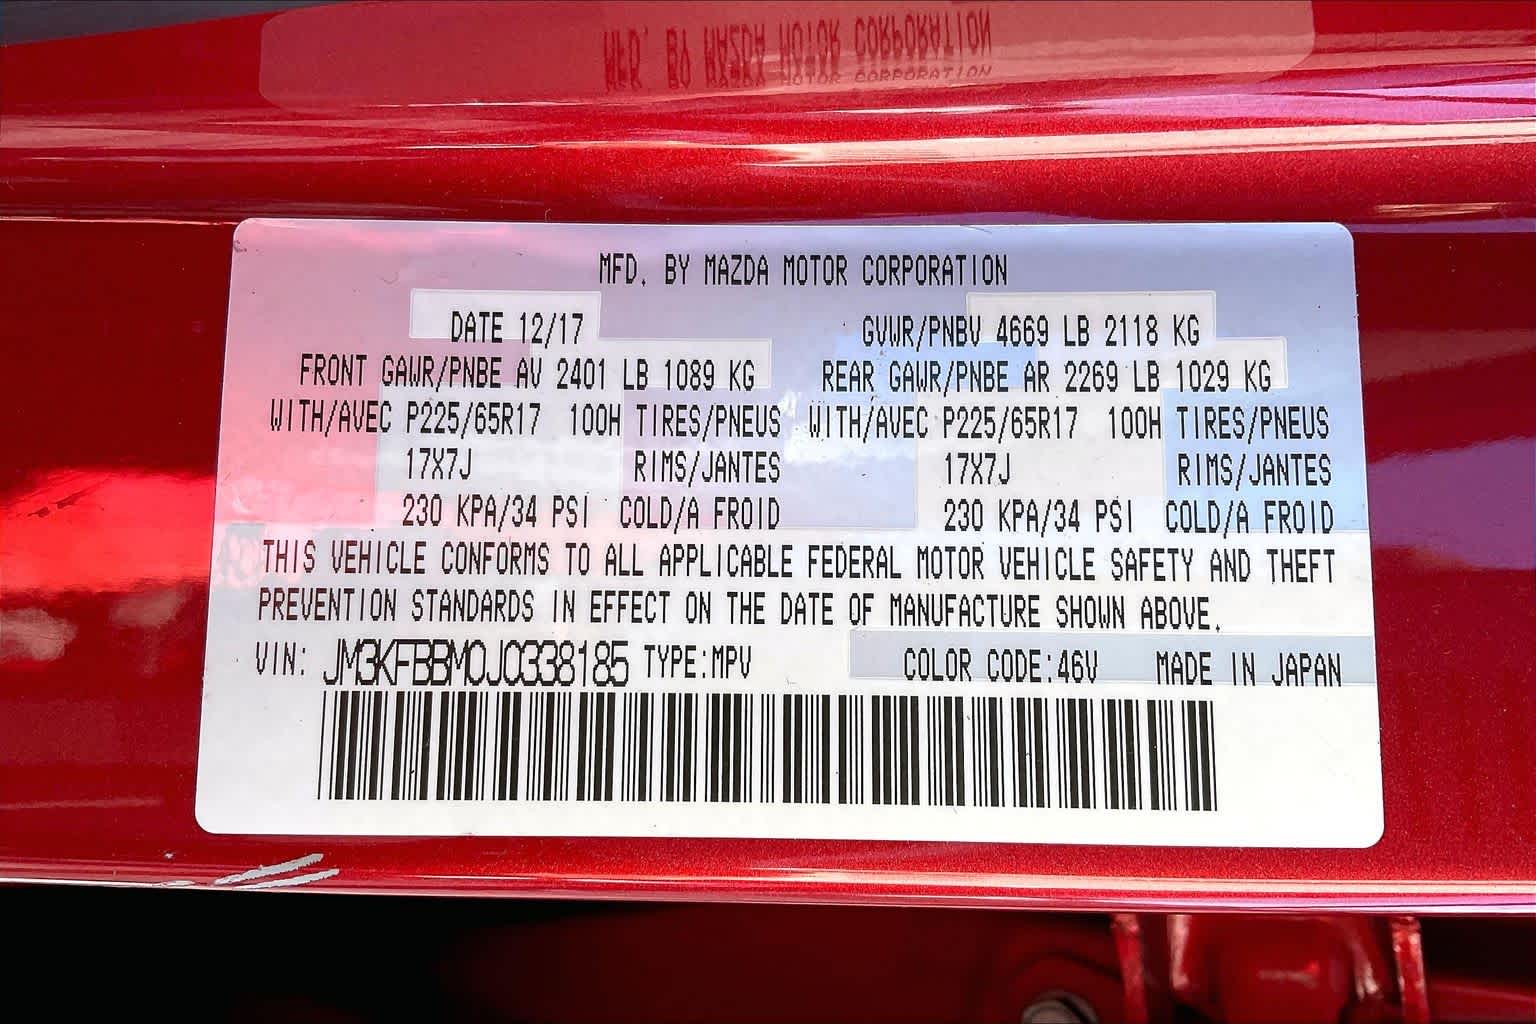 MFD. BY MAZDA MOTOR CORPORATION
MFD. BY MAZDA MOTOR CORPORATION
DATE 12/17 GVWR/PNBV 4669 LB 2118 KG
FRONT GAWR/PNBE AV 2401 LB 1089 KG REAR GAWR/PNBE AR 2269 LB 1029 KG
WITH/AVEC P225/65R17 100H TIRES/PNEUS WITH/AVEC P225/65R17 100H TIRES/PNEUS
17X7J RIMS/JANTES 17X7J RIMS/JANTES
230 KPA/34 PSI COLD/A FROID 230 KPA/34 PSI COLD/A FROID
THIS VEHICLE CONFORMS TO ALL APPLICABLE FEDERAL MOTOR VEHICLE SAFETY AND THEFT
PREVENTION STANDARDS IN EFFECT ON THE DATE OF MANUFACTURE SHOWN ABOVE.
VIN: JM3KFBBM0J0338185 TYPE:MPV COLOR CODE:46V MADE IN JAPAN